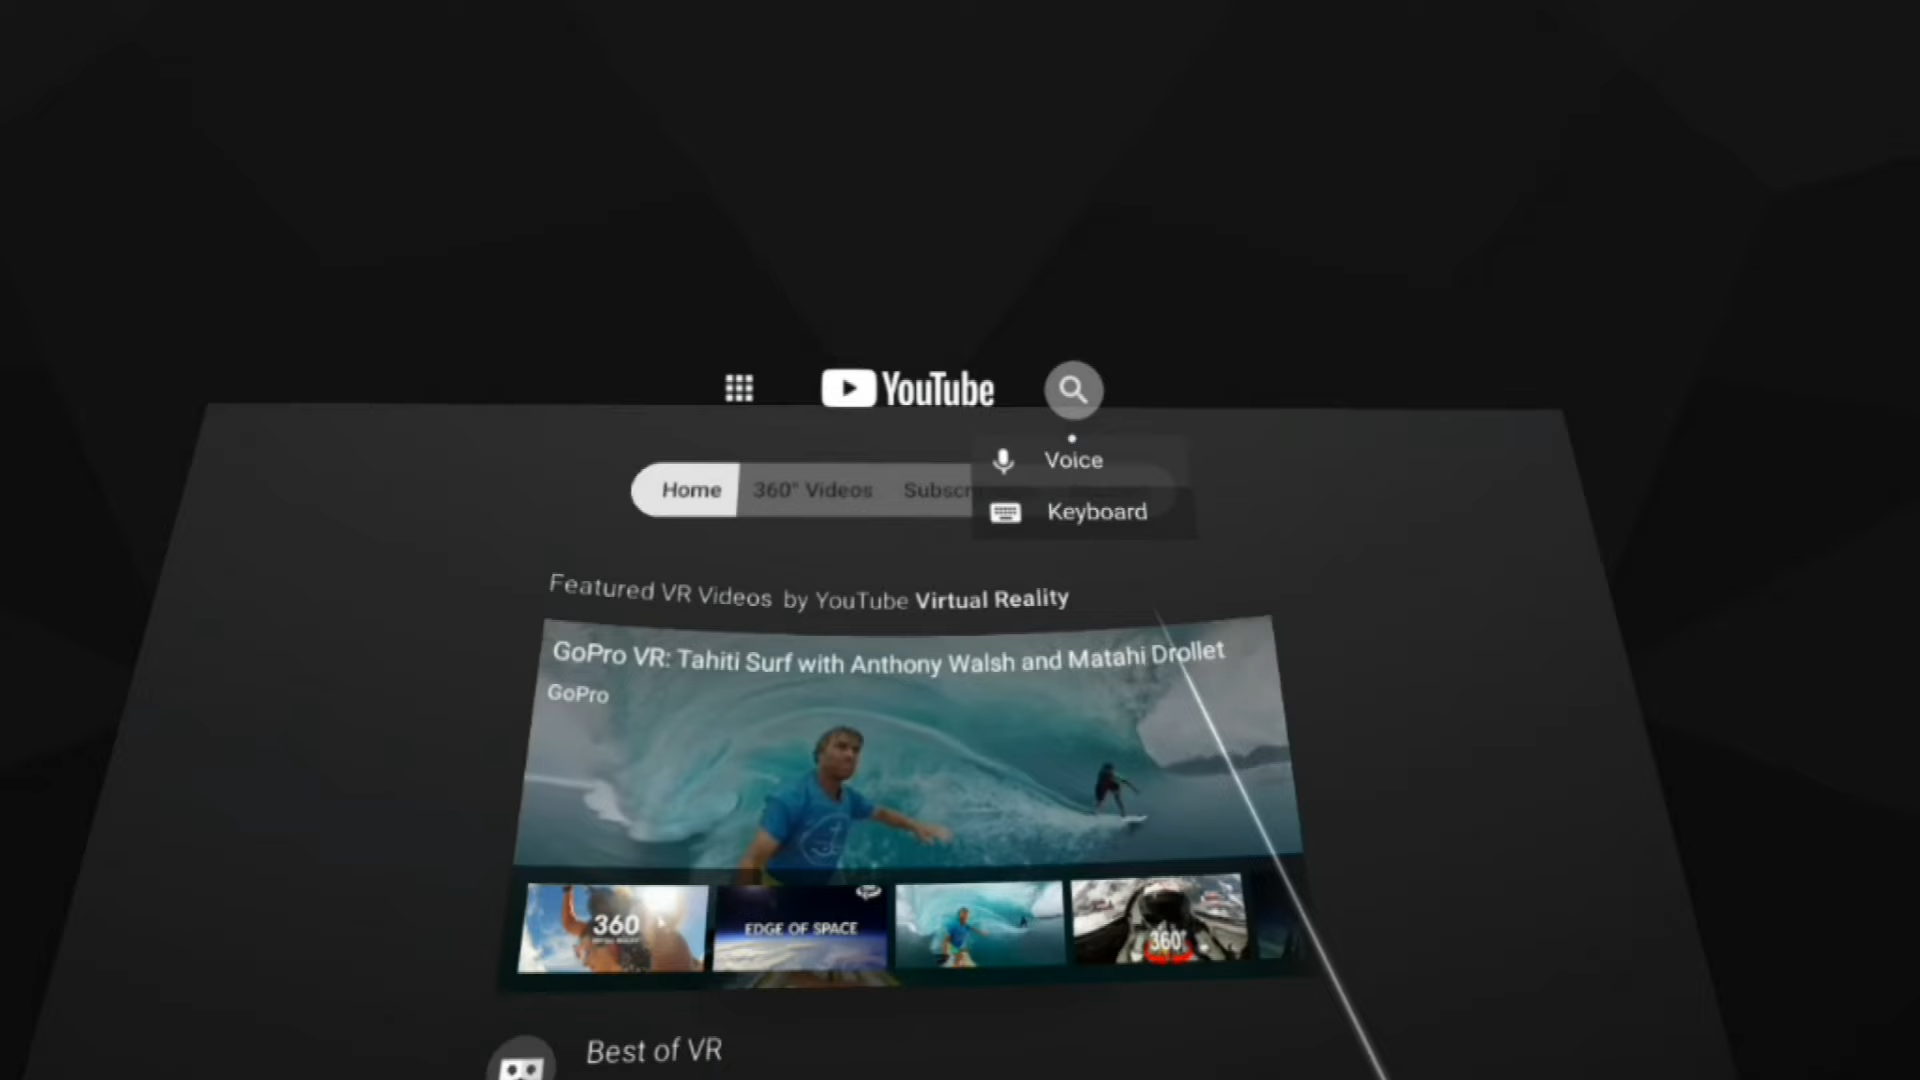 YouTube
Voice
Home 360° Videos Subscr
Keyboard
Featured VR Videos by YouTube Virtual Reality
GoPro VR: Tahiti Surf with Anthony Walsh and Matahi Drollet
GoPro
360
EDGE OF SPACE
360°
Best of VR